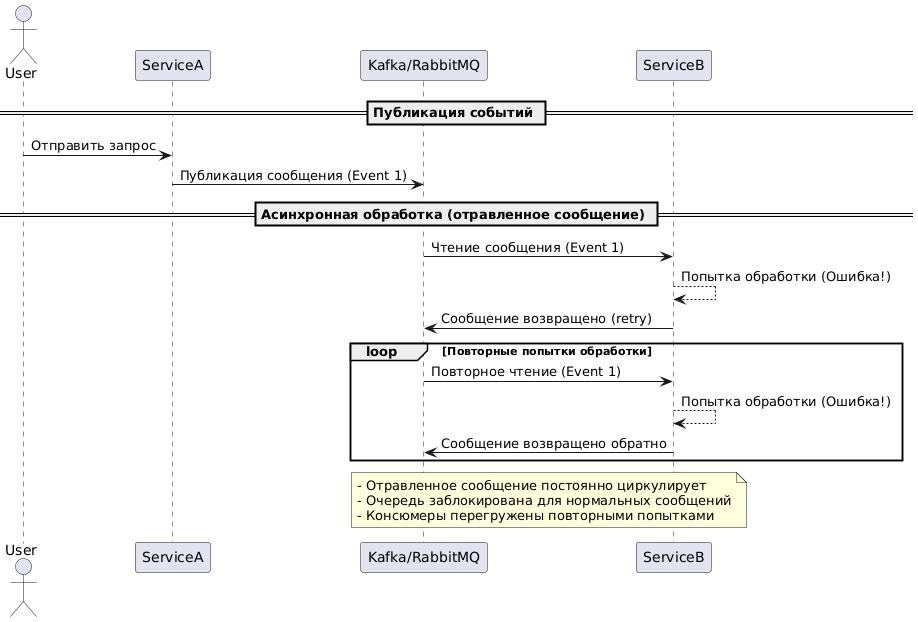 User
ServiceA
Kafka/RabbitMQ
ServiceB
Публикация событий
Отправить запрос
Публикация сообщения (Event 1)
Асинхронная обработка (отравленное сообщение)
Чтение сообщения (Event 1)
Попытка обработки (Ошибка!)
Сообщение возвращено (retry)
loop
[Повторные попытки обработки]
Повторное чтение (Event 1)
Попытка обработки (Ошибка!)
Сообщение возвращено обратно
- Отравленное сообщение постоянно циркулирует
- Очередь заблокирована для нормальных сообщений
- Консюмеры перегружены повторными попытками
User
ServiceA
Kafka/RabbitMQ
ServiceB